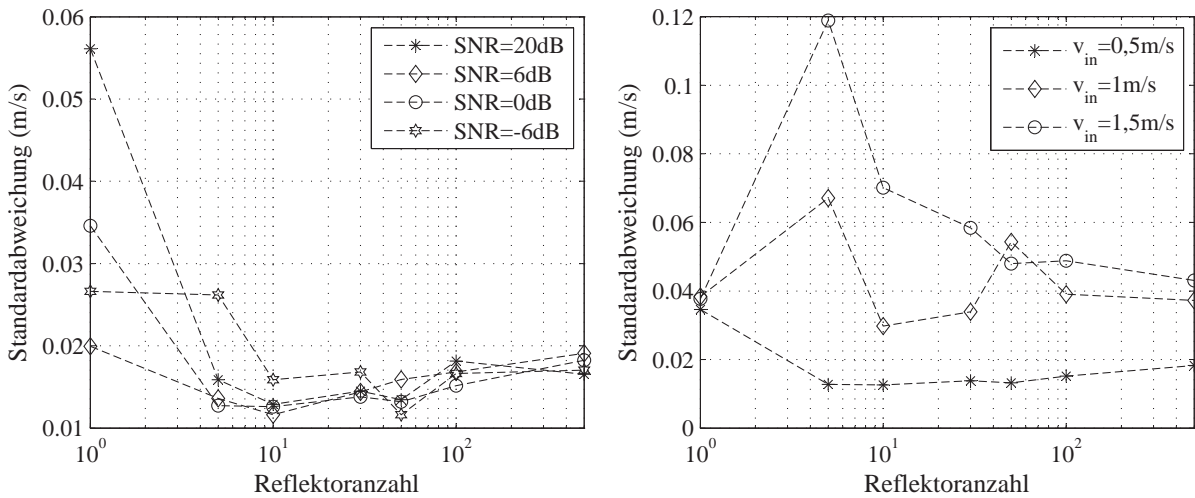 0.06
0.05
0.04
0.03
0.02
0.01
10^0
10^1
10^2
Standardabweichung (m/s)
Reflektoranzahl
SNR=20dB
SNR=6dB
SNR=0dB
SNR=-6dB
0.12
0.1
0.08
0.06
0.04
0.02
0
10^0
10^1
10^2
Standardabweichung (m/s)
Reflektoranzahl
v_in=0,5m/s
v_in=1m/s
v_in=1,5m/s